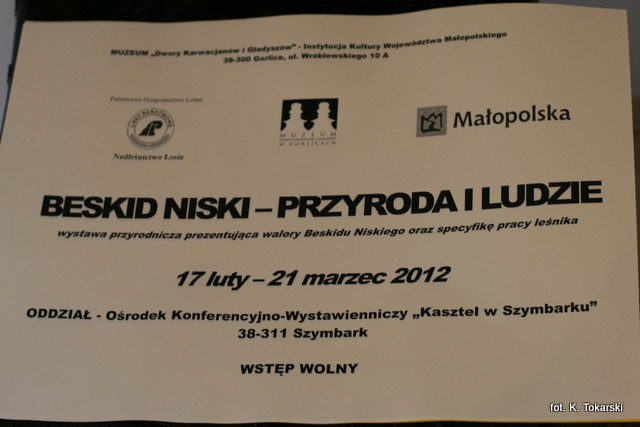 MUZEUM „Dwory Karwacjanów i Gładyszów" - Instytucja Kultury Województwa Małopolskiego
38-300 Gorlice, ul. Wróblewskiego 10 A
Państwowe Gospodarstwo Leśne
LASY PAŃSTWOWE
Nadleśnictwo Łosie
MUZEUM
W GORLICACH
Małopolska
BESKID NISKI – PRZYRODA I LUDZIE
wystawa przyrodnicza prezentująca walory Beskidu Niskiego oraz specyfikę pracy leśnika
17 luty – 21 marzec 2012
ODDZIAŁ - Ośrodek Konferencyjno-Wystawienniczy „Kasztel w Szymbarku"
38-311 Szymbark
WSTĘP WOLNY
fot. K. Tokarski